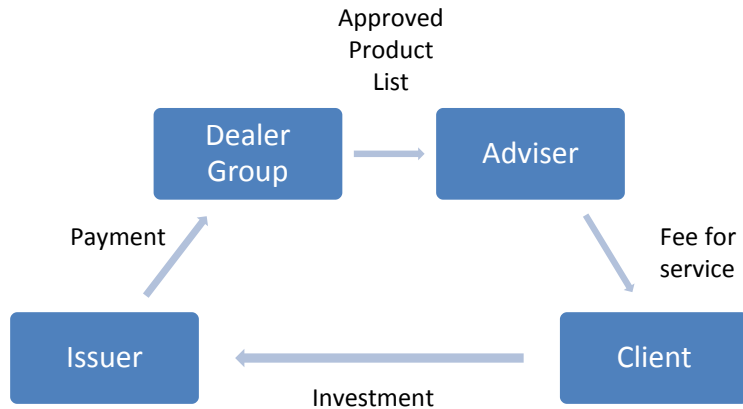 Approved
Product
List
Dealer
Group
Adviser
Payment
Fee for
service
Issuer
Client
Investment